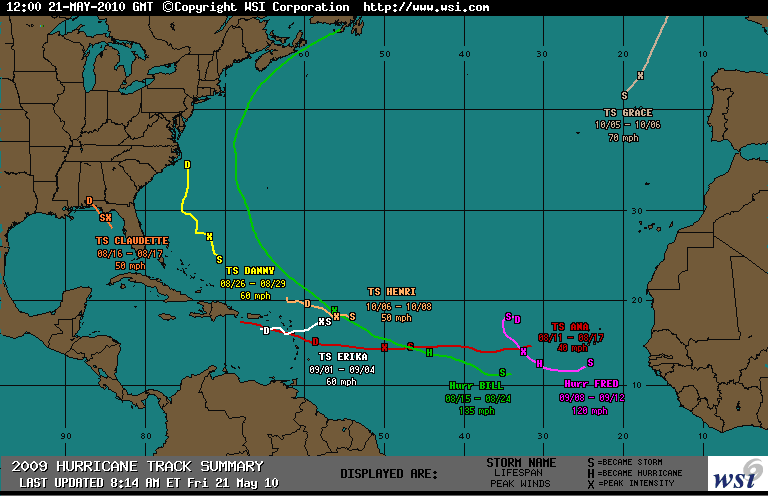 12:00 21-MAY-2010 GMT ©Copyright WSI Corporation http://www.wsi.com
60 50 40 30 20 10
D
X
S
TS GRACE
10/05 - 10/06
70 mph
D
D
SX
30
TS CLAUDETTE
08/16 - 08/17
50 mph
X
S
TS DANNY
08/26 - 08/29
60 mph
TS HENRI
10/06 - 10/08
50 mph
20
D
X S
D XS
S D
TS ANA
08/11 - 08/17
40 mph
D H S H X H S
TS ERIKA
09/01 - 09/04
60 mph
S
Hurr BILL
08/15 - 08/24
135 mph
Hurr FRED
09/08 - 09/12
120 mph
10
90 80 50 40 30 20 10
2009 HURRICANE TRACK SUMMARY
LAST UPDATED 8:14 AM ET Fri 21 May 10
DISPLAYED ARE:
STORM NAME
LIFESPAN
PEAK WINDS
S =BECAME STORM
H =BECAME HURRICANE
X =PEAK INTENSITY
wsi